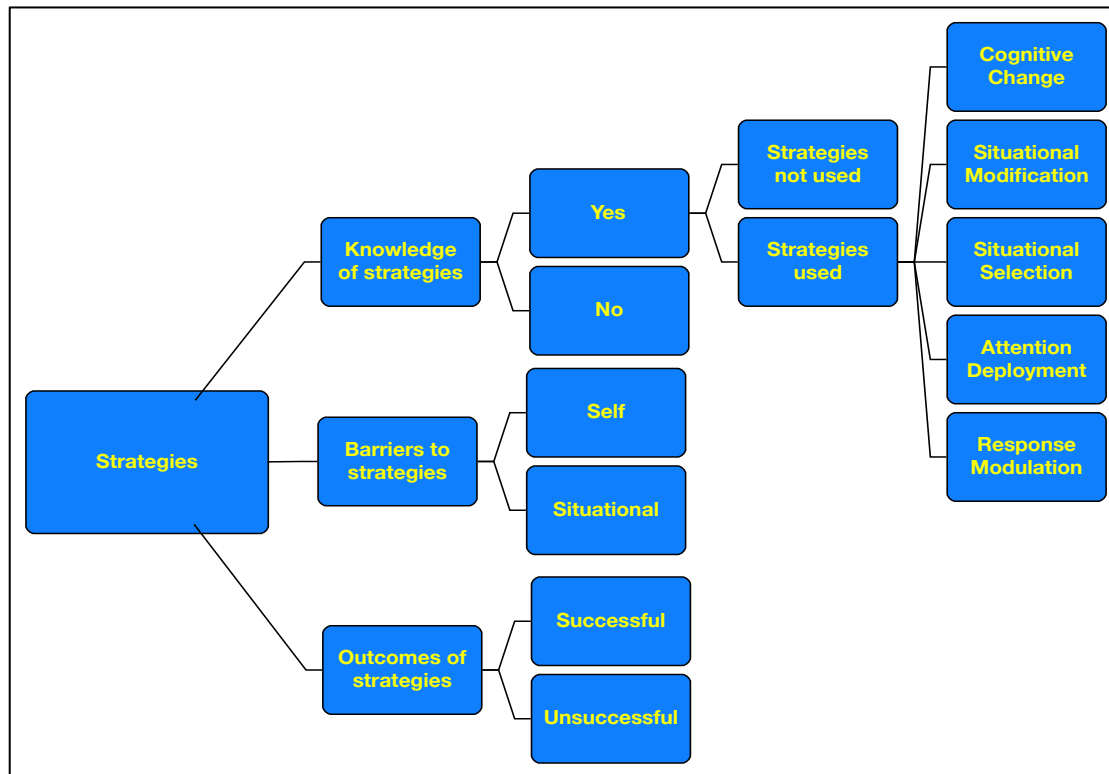 Cognitive
Change
Strategies
not used
Situational
Modification
Yes
Knowledge
of strategies
Strategies
used
Situational
Selection
No
Attention
Deployment
Self
Strategies
Barriers to
strategies
Response
Modulation
Situational
Successful
Outcomes of
strategies
Unsuccessful